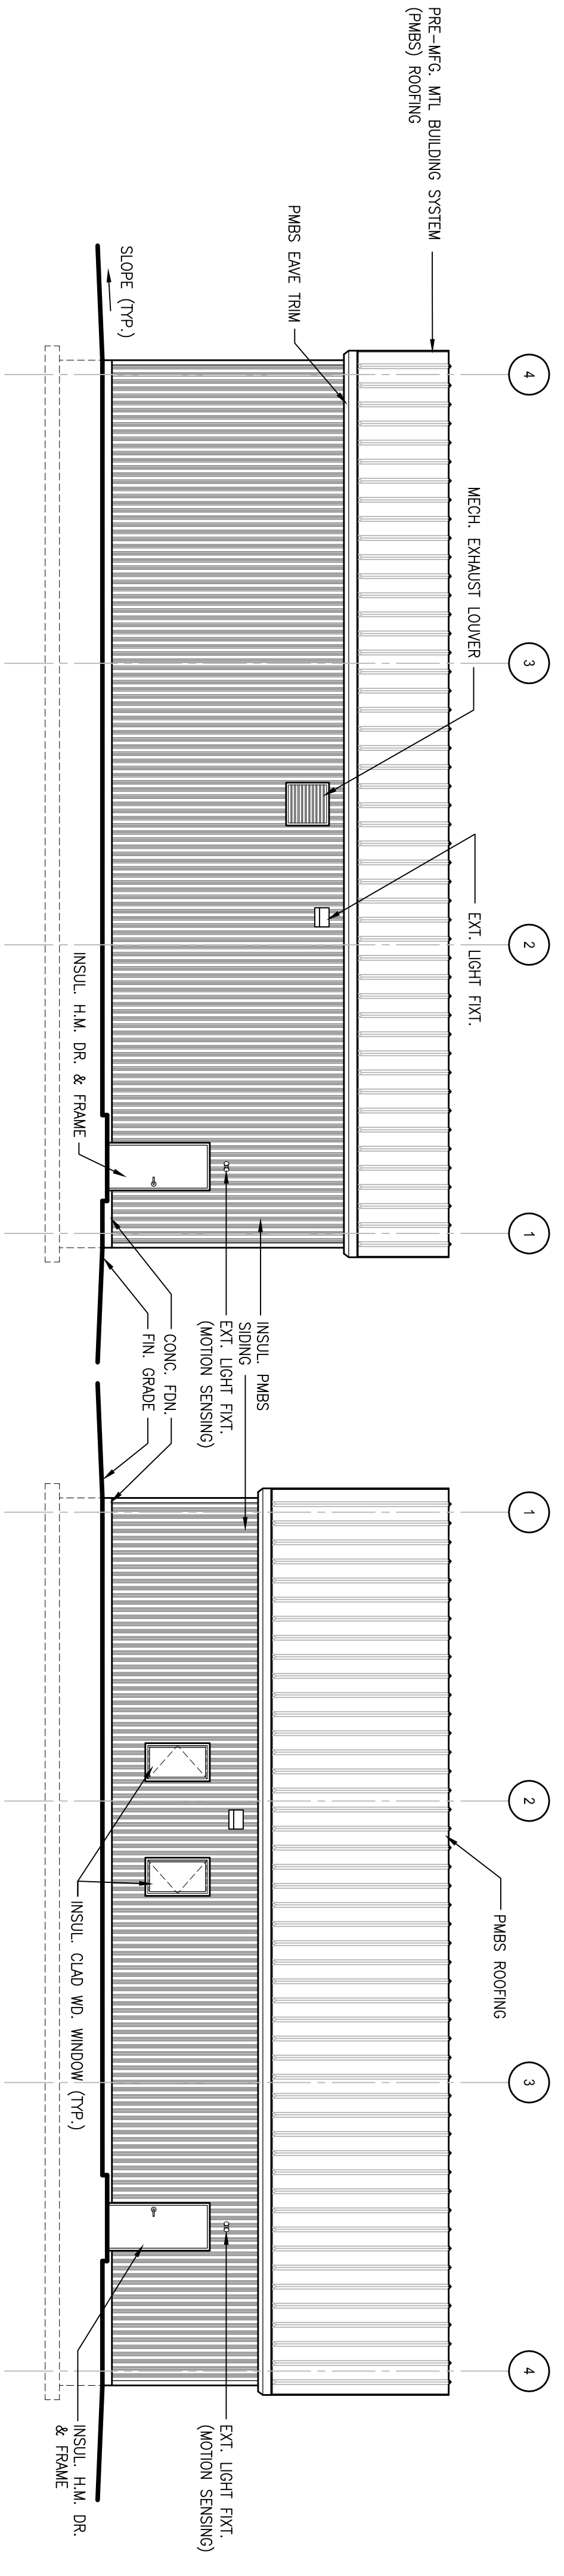 PRE-MFG. MTL BUILDING SYSTEM
(PMBS) ROOFING
PMBS EAVE TRIM
SLOPE (TYP.)
4
MECH. EXHAUST LOUVER
3
EXT. LIGHT FIXT.
2
INSUL. H.M. DR. & FRAME
1
INSUL. PMBS
SIDING
EXT. LIGHT FIXT.
(MOTION SENSING)
CONC. FDN.
FIN. GRADE
1
2
PMBS ROOFING
INSUL. CLAD WD. WINDOW (TYP.)
3
4
EXT. LIGHT FIXT.
(MOTION SENSING)
INSUL. H.M. DR.
& FRAME